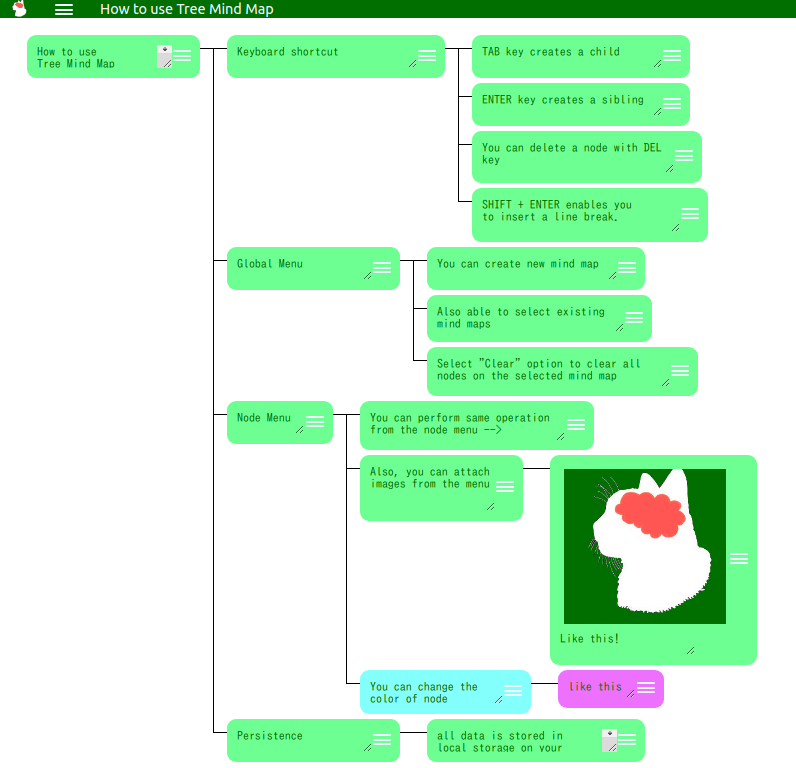 How to use Tree Mind Map
How to use
Tree Mind Map
Keyboard shortcut
TAB key creates a child
ENTER key creates a sibling
You can delete a node with DEL
key
SHIFT + ENTER enables you
to insert a line break.
Global Menu
You can create new mind map
Also able to select existing
mind maps
Select "Clear" option to clear all
nodes on the selected mind map
Node Menu
You can perform same operation
from the node menu -->
Also, you can attach
images from the menu
Like this!
You can change the
color of node
like this
Persistence
all data is stored in
local storage on your